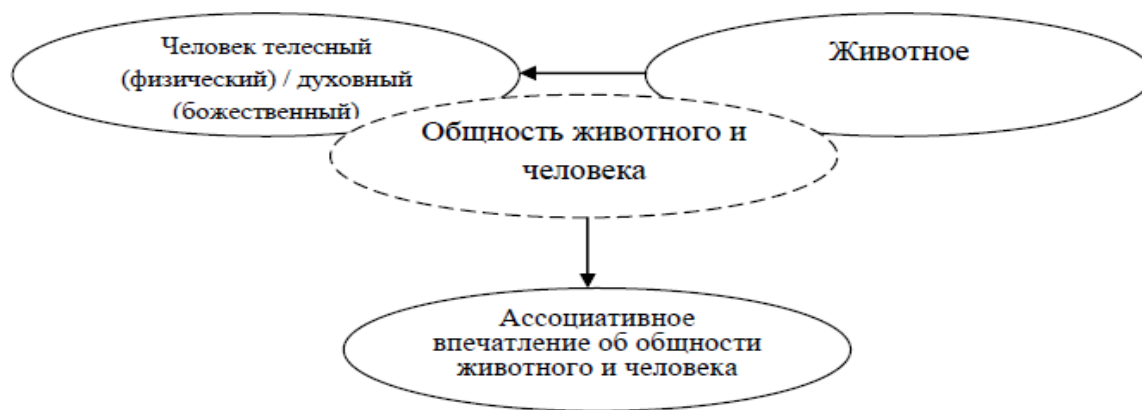 Человек телесный
(физический) / духовный
(божественный)
Животное
Общность животного и
человека
Ассоциативное
впечатление об общности
животного и человека